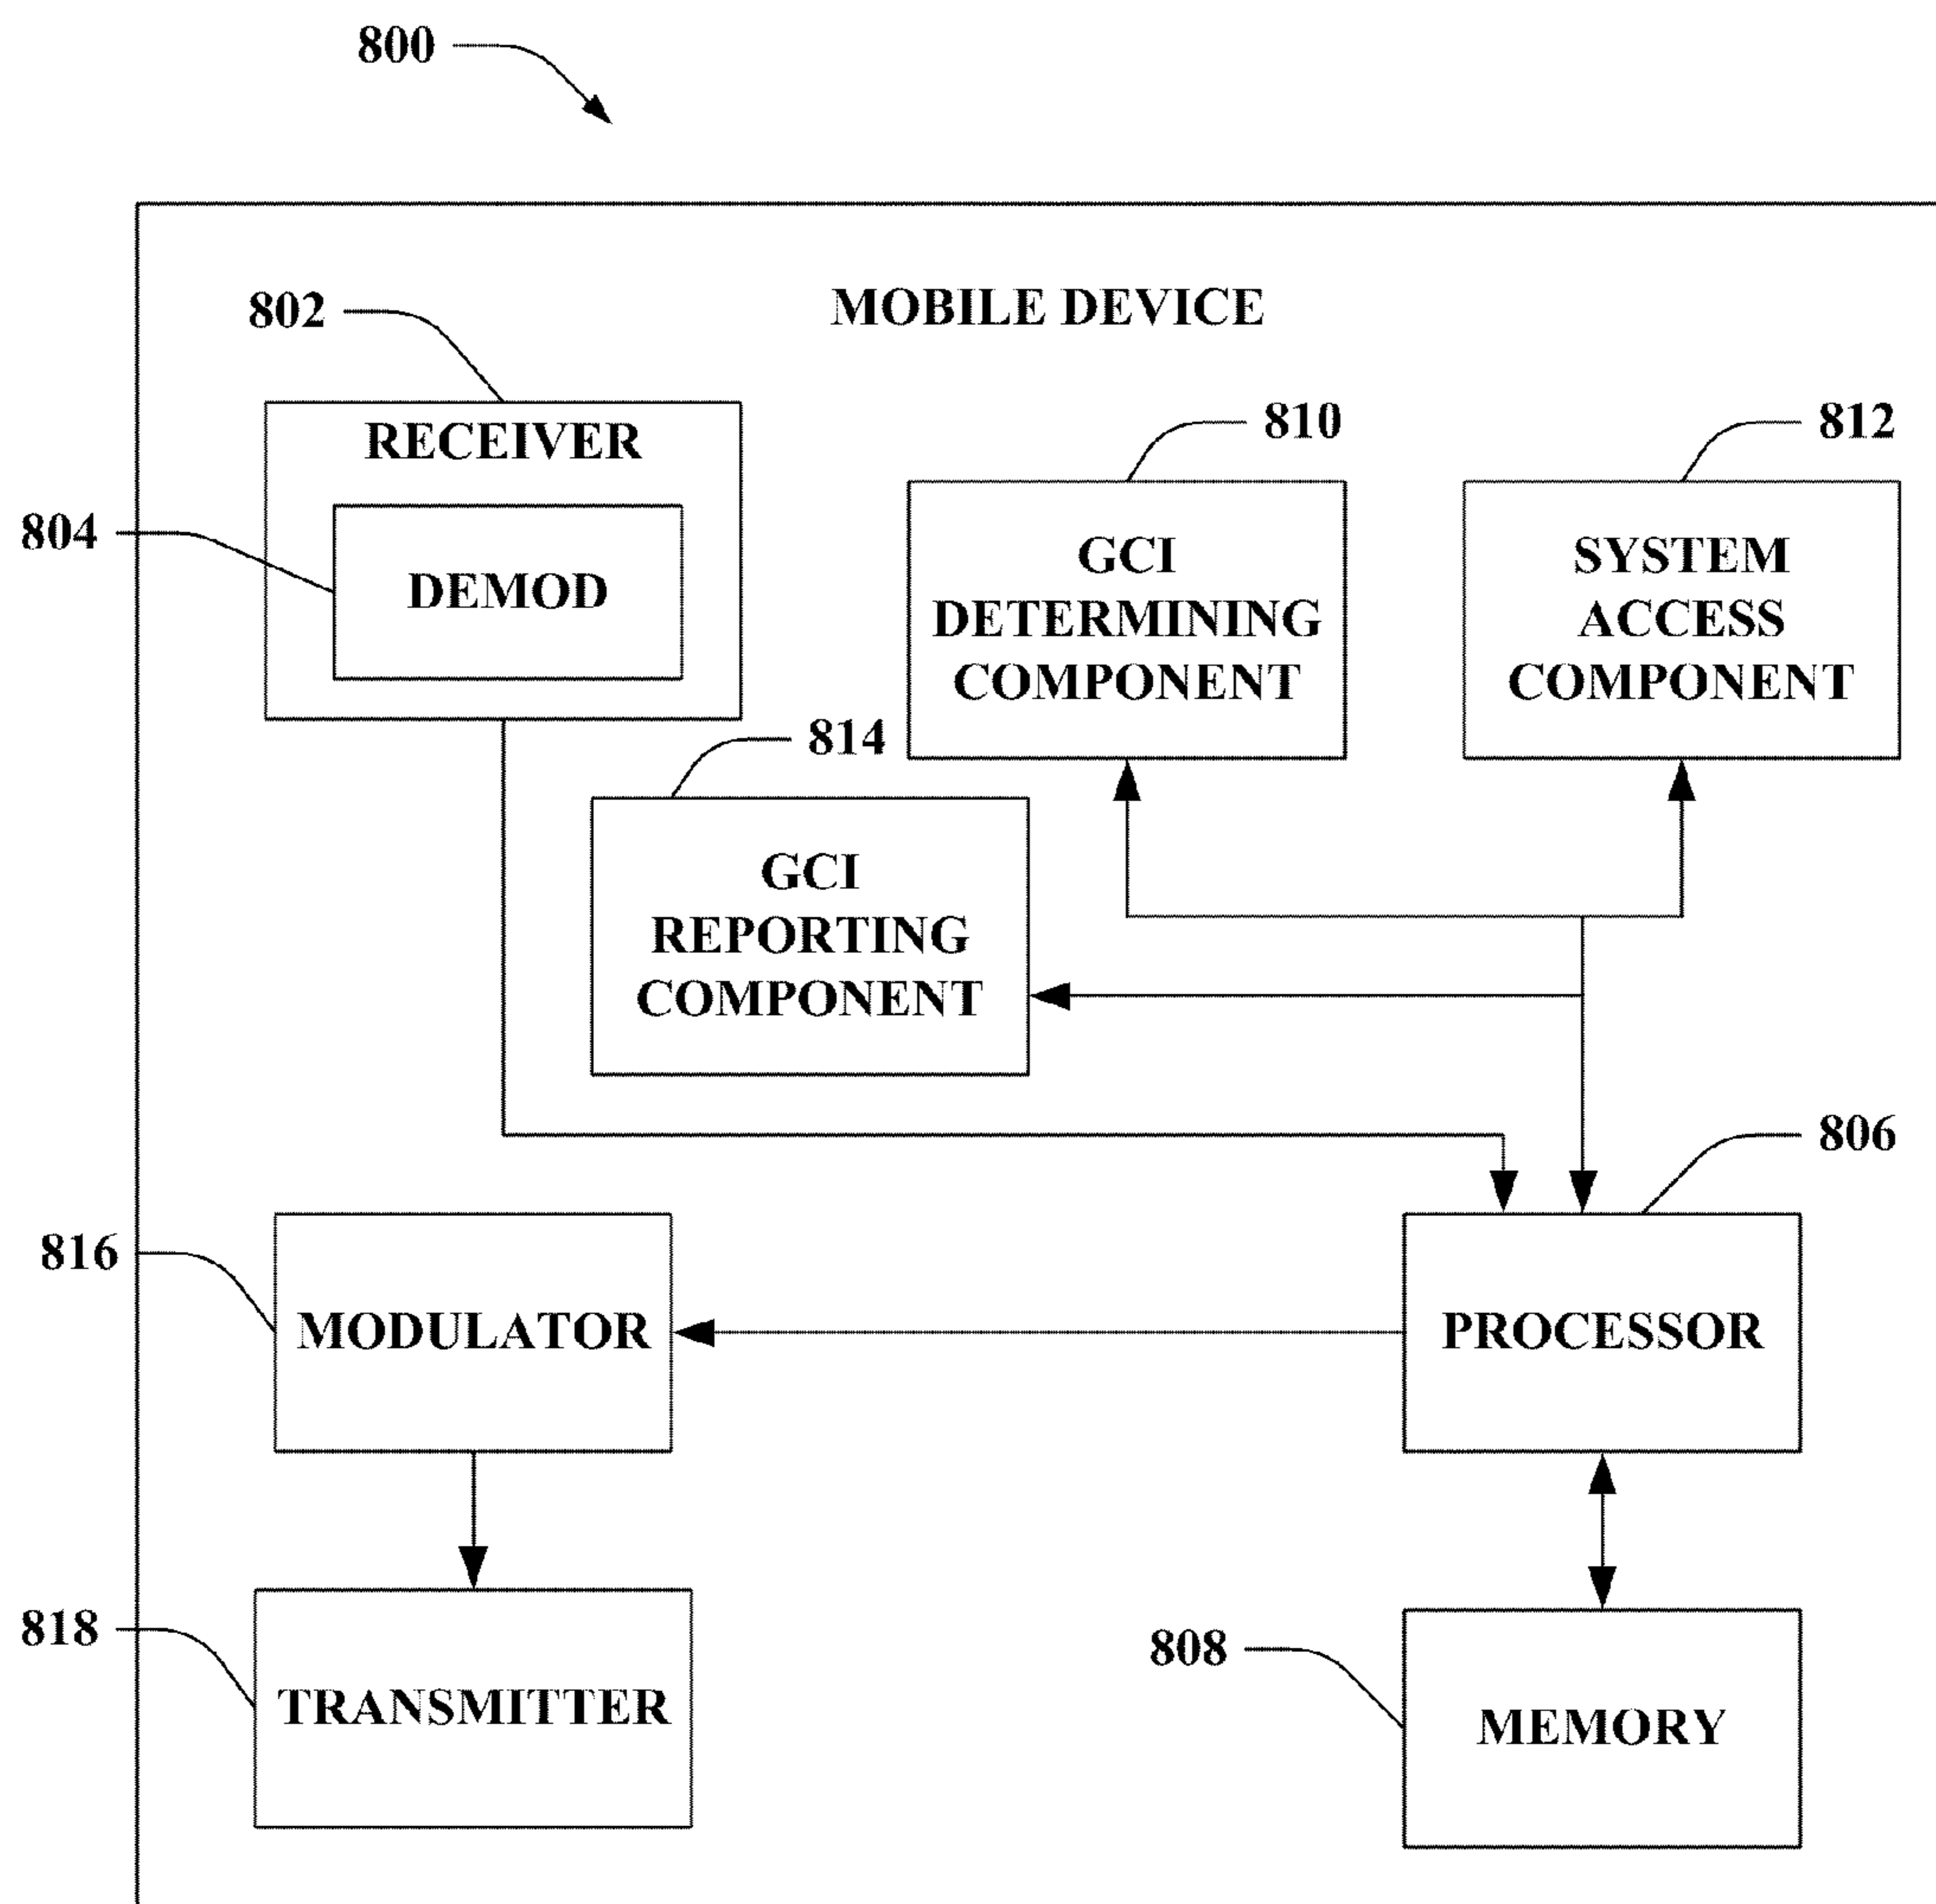 800
MOBILE DEVICE
802
RECEIVER
804
DEMOD
810
GCI
DETERMINING
COMPONENT
812
SYSTEM
ACCESS
COMPONENT
814
GCI
REPORTING
COMPONENT
806
PROCESSOR
816
MODULATOR
818
TRANSMITTER
808
MEMORY